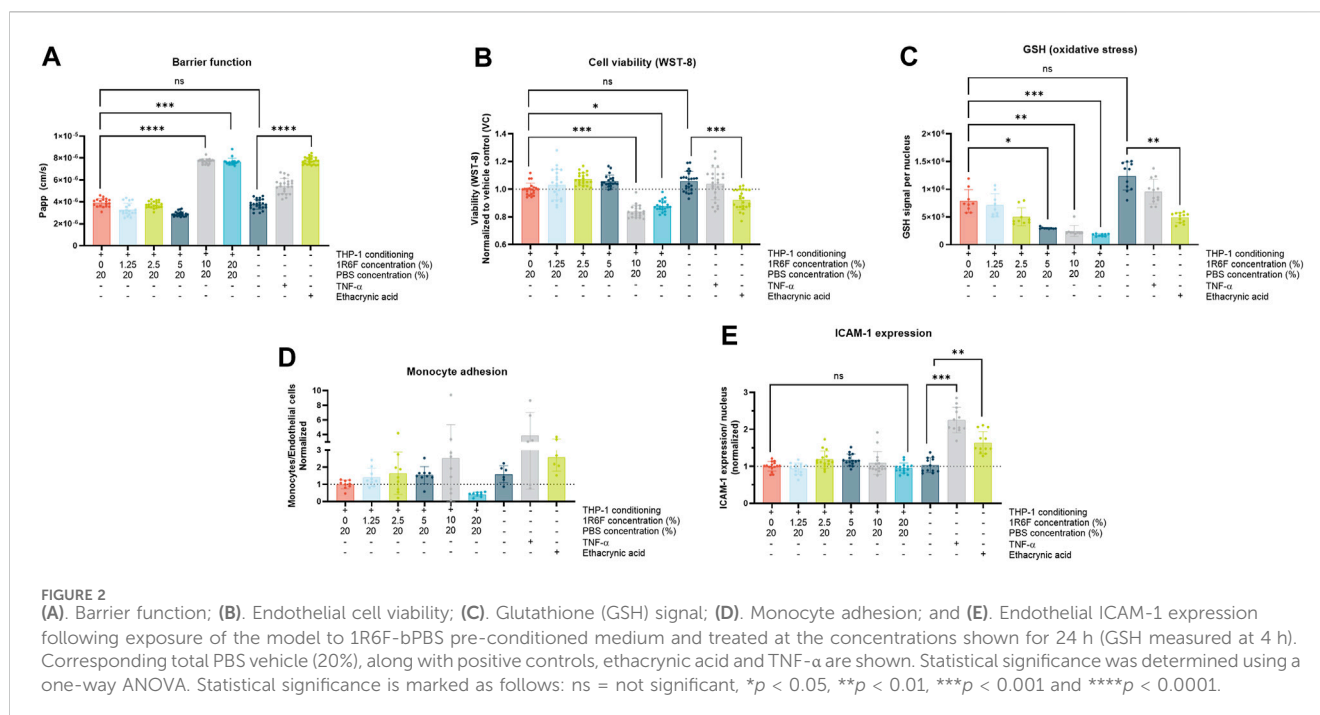 A
Barrier function
ns
***
****
****
Papp
(cm/s)
1×10⁻⁵
8×10⁻⁶
6×10⁻⁶
4×10⁻⁶
2×10⁻⁶
0
+ + + + + + - - - THP-1 conditioning
0 1.25 2.5 5 10 20 - - - 1R6F concentration (%)
20 20 20 20 20 20 - - - PBS concentration (%)
- - - - - - - + - TNF-α
- - - - - - - - + Ethacrynic acid
B
Cell viability (WST-8)
ns
*
***
***
Viability (WST-8)
Normalized to vehicle control (VC)
1.4
1.2
1.0
0.8
0.6
+ + + + + + - - - THP-1 conditioning
0 1.25 2.5 5 10 20 - - - 1R6F concentration (%)
20 20 20 20 20 20 - - - PBS concentration (%)
- - - - - - - + - TNF-α
- - - - - - - - + Ethacrynic acid
C
GSH (oxidative stress)
ns
***
**
*
**
GSH signal per nucleus
2×10⁶
1×10⁶
5×10⁵
0
+ + + + + + - - - THP-1 conditioning
0 1.25 2.5 5 10 20 - - - 1R6F concentration (%)
20 20 20 20 20 20 - - - PBS concentration (%)
- - - - - - - + - TNF-α
- - - - - - - - + Ethacrynic acid
D
Monocyte adhesion
Monocytes/Endothelial cells
Normalized
10
8
6
4
2
3
2
1
0
+ + + + + + - - - THP-1 conditioning
0 1.25 2.5 5 10 20 - - - 1R6F concentration (%)
20 20 20 20 20 20 - - - PBS concentration (%)
- - - - - - - + - TNF-α
- - - - - - - - + Ethacrynic acid
E
ICAM-1 expression
ns
**
***
ICAM-1 expression/ nucleus
(normalized)
3
2
1
0
+ + + + + + - - - THP-1 conditioning
0 1.25 2.5 5 10 20 - - - 1R6F concentration (%)
20 20 20 20 20 20 - - - PBS concentration (%)
- - - - - - - + - TNF-α
- - - - - - - - + Ethacrynic acid
FIGURE 2
(A). Barrier function; (B). Endothelial cell viability; (C). Glutathione (GSH) signal; (D). Monocyte adhesion; and (E). Endothelial ICAM-1 expression
following exposure of the model to 1R6F-bPBS pre-conditioned medium and treated at the concentrations shown for 24 h (GSH measured at 4 h).
Corresponding total PBS vehicle (20%), along with positive controls, ethacrynic acid and TNF-α are shown. Statistical significance was determined using a
one-way ANOVA. Statistical significance is marked as follows: ns = not significant, *p < 0.05, **p < 0.01, ***p < 0.001 and ****p < 0.0001.